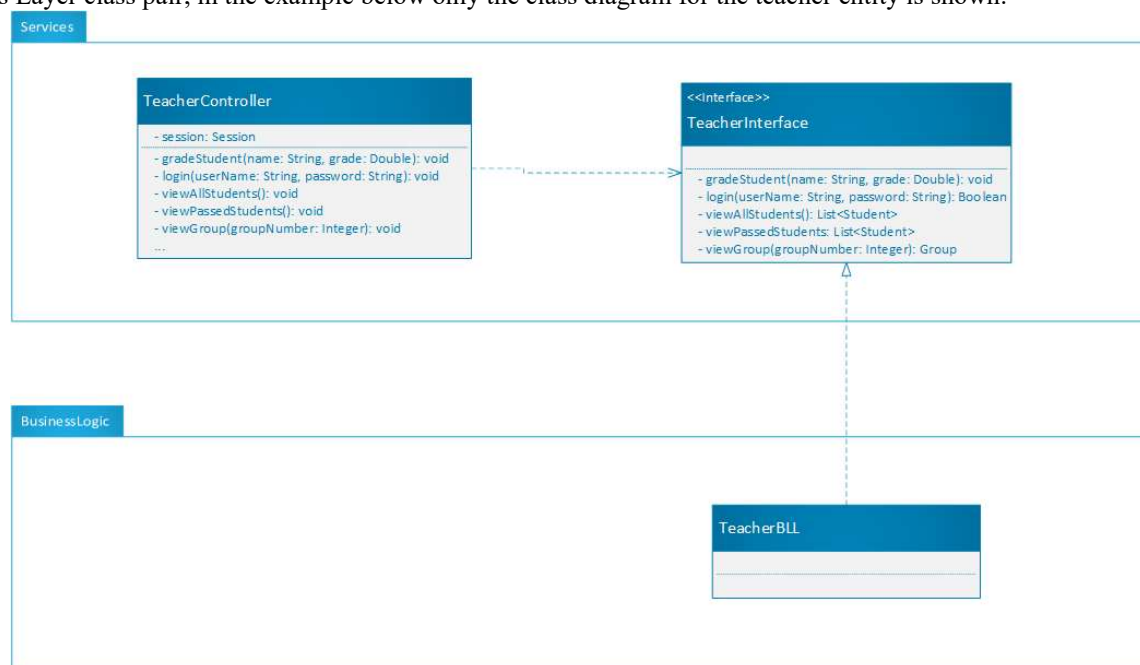 s Layer class pair, in the example below only the class diagram for the teacher entity is shown.
Services
TeacherController
- session: Session
- gradeStudent(name: String, grade: Double): void
- login(userName: String, password: String): void
- viewAllStudents(): void
- viewPassedStudents(): void
- viewGroup(groupNumber: Integer): void
...
<<Interface>>
TeacherInterface
- gradeStudent(name: String, grade: Double): void
- login(userName: String, password: String): Boolean
- viewAllStudents(): List<Student>
- viewPassedStudents: List<Student>
- viewGroup(groupNumber: Integer): Group
BusinessLogic
TeacherBLL